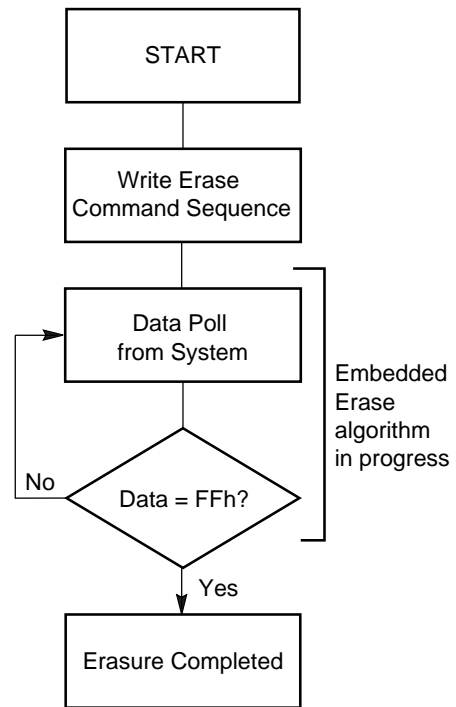 START
Write Erase
Command Sequence
Data Poll
from System
Embedded
Erase
algorithm
in progress
No
Data = FFh?
Yes
Erasure Completed